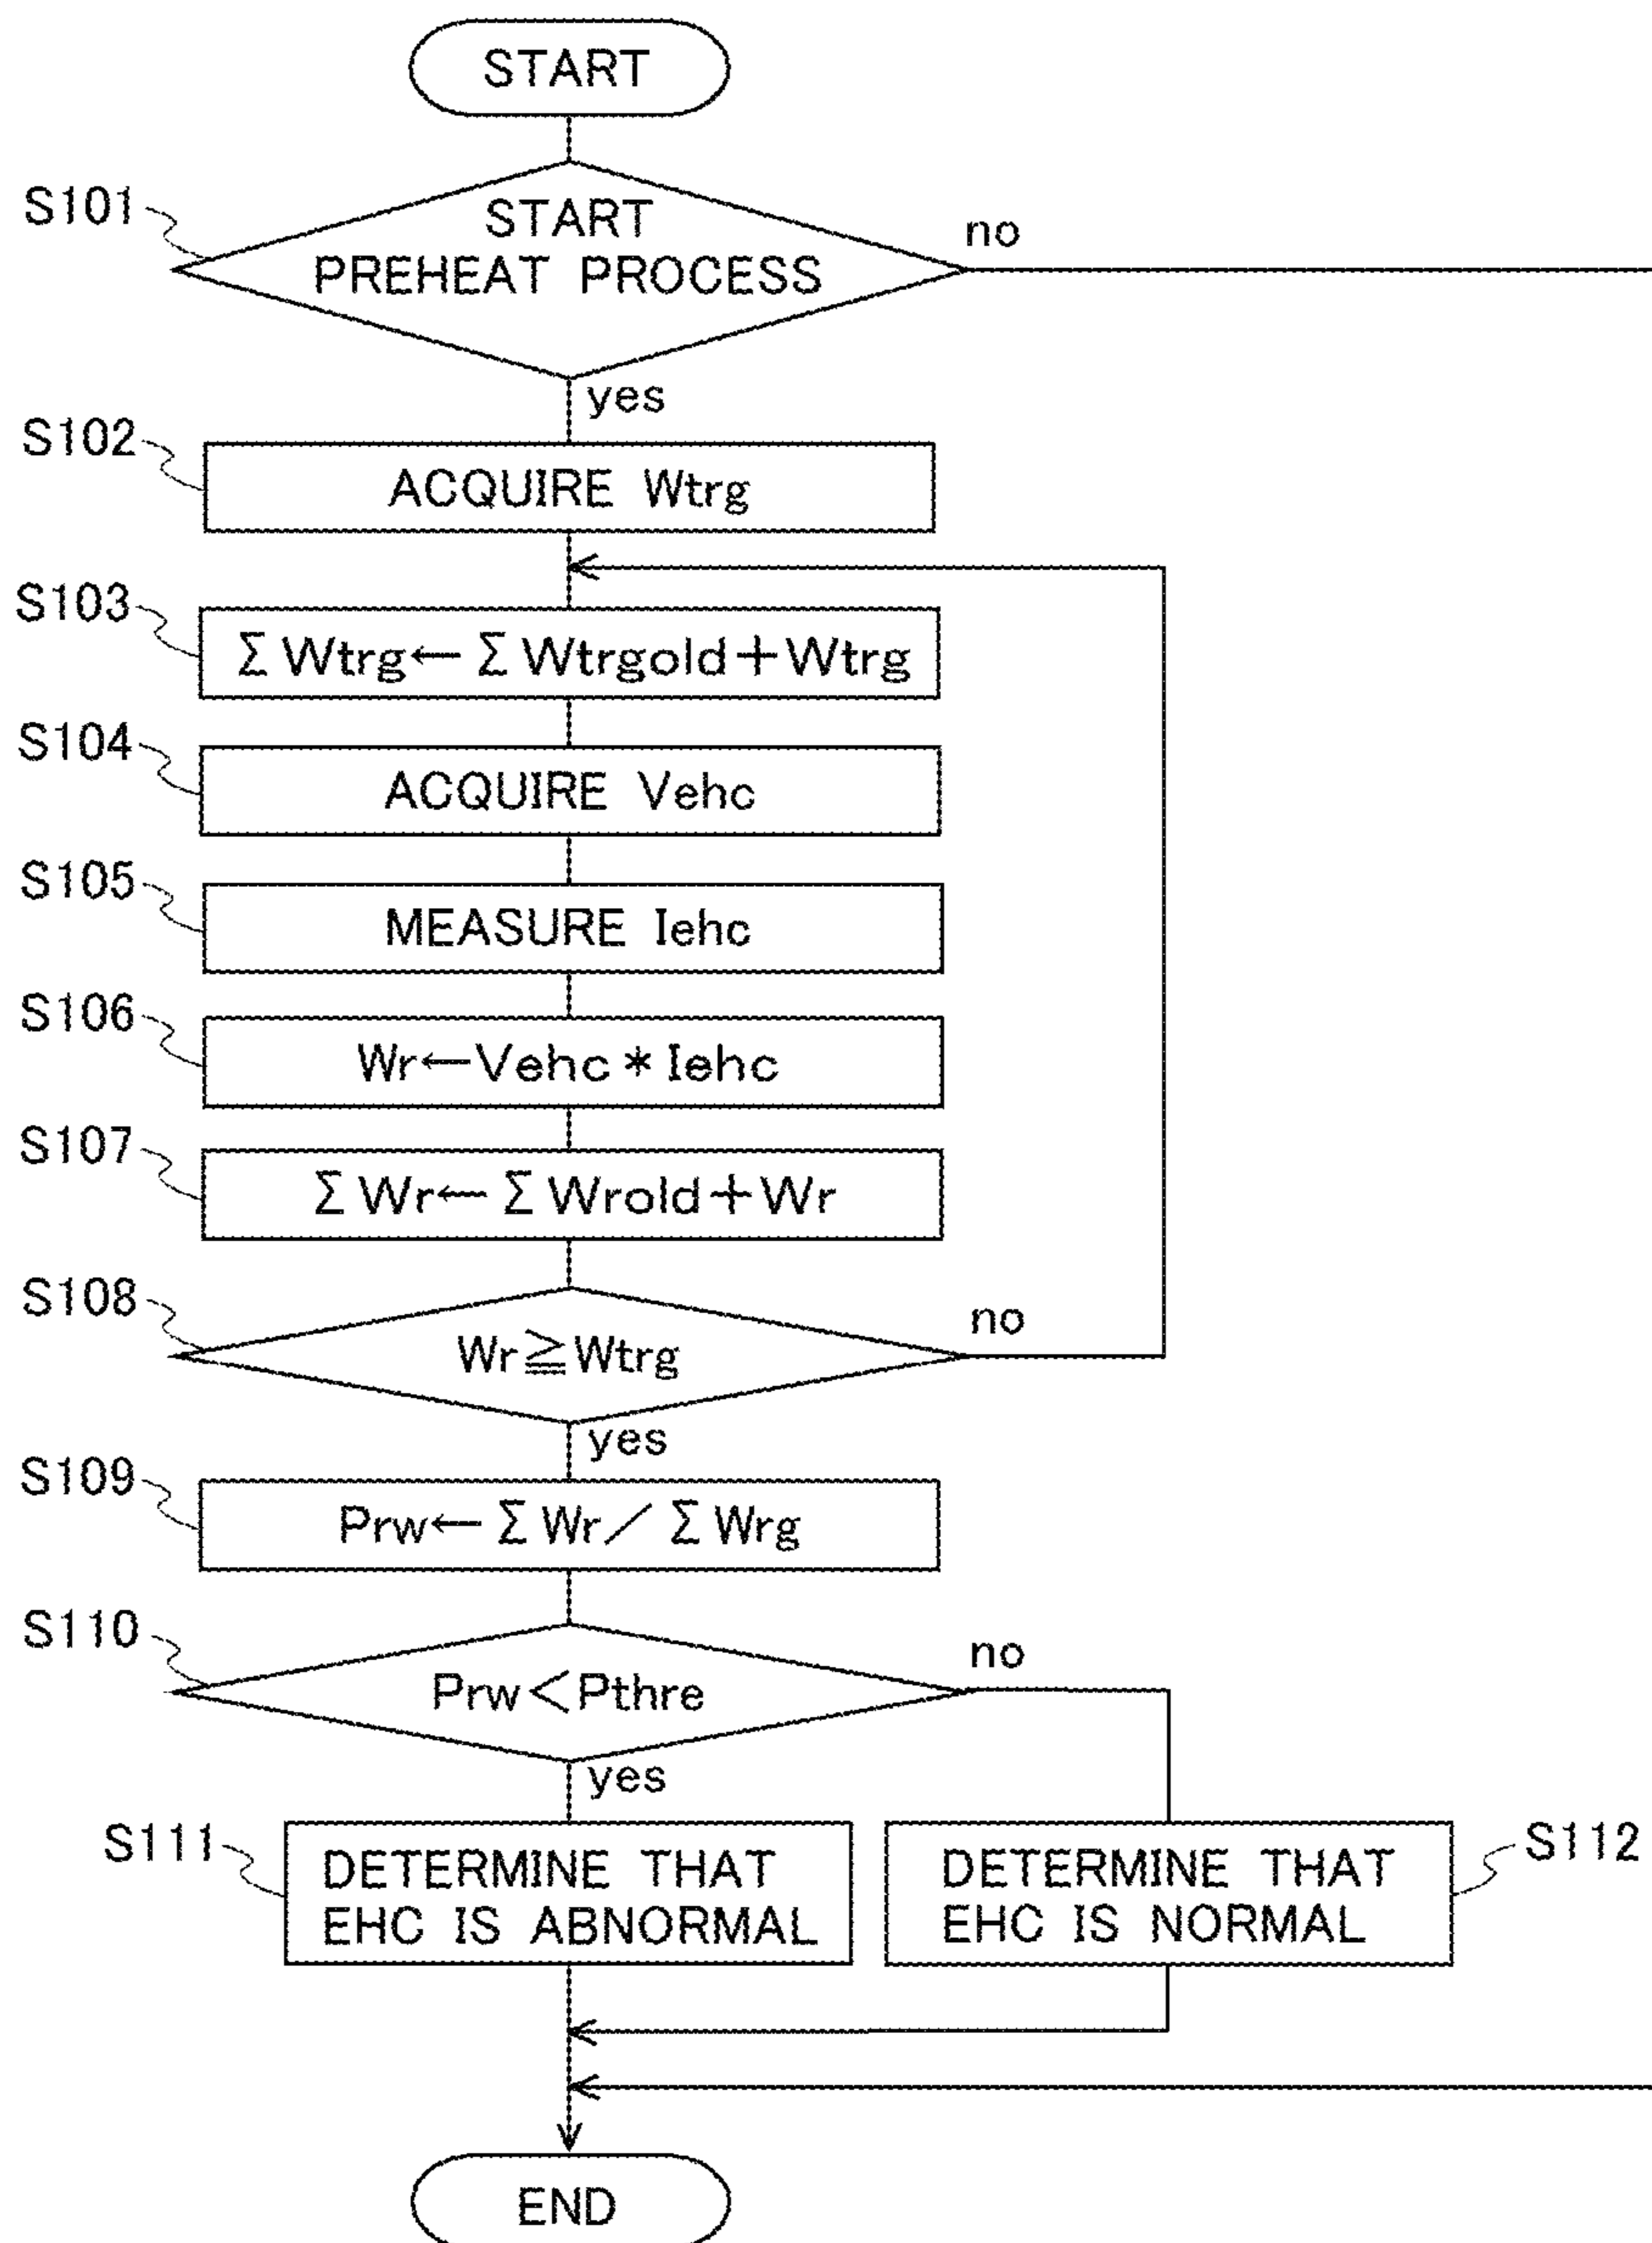 START
S101
START
PREHEAT PROCESS
no
yes
S102
ACQUIRE Wtrg
S103
ΣWtrg←ΣWtrgold+Wtrg
S104
ACQUIRE Vehc
S105
MEASURE Iehc
S106
Wr←Vehc*Iehc
S107
ΣWr←ΣWrold+Wr
S108
Wr≧Wtrg
no
yes
S109
Prw←ΣWr/ΣWrg
S110
Prw<Pthre
no
yes
S111
DETERMINE THAT
EHC IS ABNORMAL
DETERMINE THAT
EHC IS NORMAL
S112
END